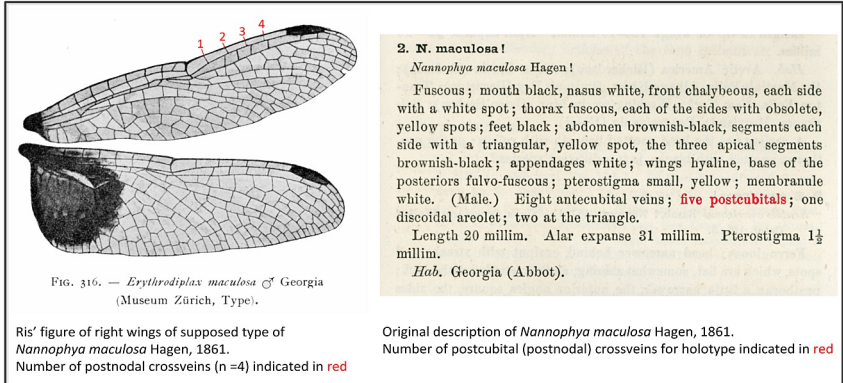 1 2 3 4
FIG. 316. — Erythrodiplax maculosa ♂ Georgia
(Museum Zürich, Type).
Ris’ figure of right wings of supposed type of
Nannophya maculosa Hagen, 1861.
Number of postnodal crossveins (n =4) indicated in red
2. N. maculosa!
Nannophya maculosa Hagen!
Fuscous; mouth black, nasus white, front chalybeous, each side
with a white spot; thorax fuscous, each of the sides with obsolete,
yellow spots; feet black; abdomen brownish-black, segments each
side with a triangular, yellow spot, the three apical segments
brownish-black; appendages white; wings hyaline, base of the
posteriors fulvo-fuscous; pterostigma small, yellow; membranule
white. (Male.) Eight antecubital veins; five postcubitals; one
discoidal areolet; two at the triangle.
Length 20 millim. Alar expanse 31 millim. Pterostigma 1½
millim.
Hab. Georgia (Abbot).
Original description of Nannophya maculosa Hagen, 1861.
Number of postcubital (postnodal) crossveins for holotype indicated in red